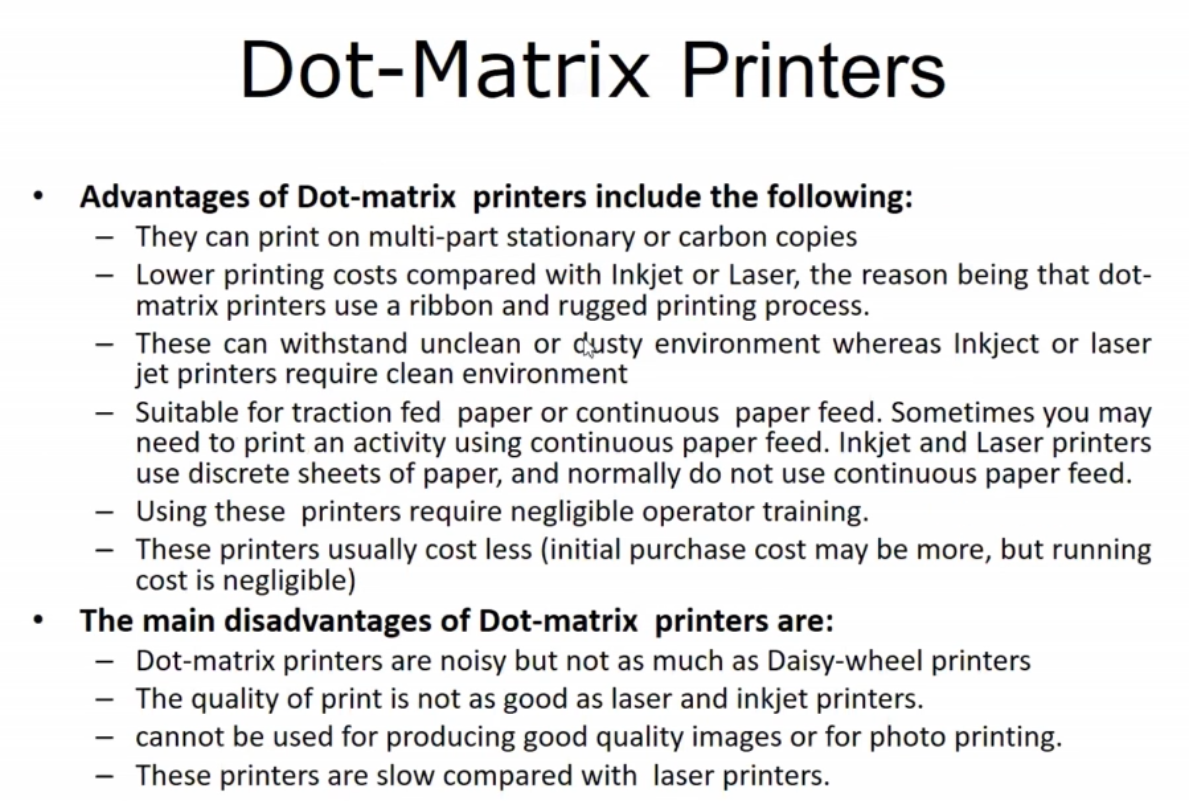 Dot-Matrix Printers
• Advantages of Dot-matrix printers include the following:
– They can print on multi-part stationary or carbon copies
– Lower printing costs compared with Inkjet or Laser, the reason being that dot-
matrix printers use a ribbon and rugged printing process.
– These can withstand unclean or dusty environment whereas Inkject or laser
jet printers require clean environment
– Suitable for traction fed paper or continuous paper feed. Sometimes you may
need to print an activity using continuous paper feed. Inkjet and Laser printers
use discrete sheets of paper, and normally do not use continuous paper feed.
– Using these printers require negligible operator training.
– These printers usually cost less (initial purchase cost may be more, but running
cost is negligible)
• The main disadvantages of Dot-matrix printers are:
– Dot-matrix printers are noisy but not as much as Daisy-wheel printers
– The quality of print is not as good as laser and inkjet printers.
– cannot be used for producing good quality images or for photo printing.
– These printers are slow compared with laser printers.